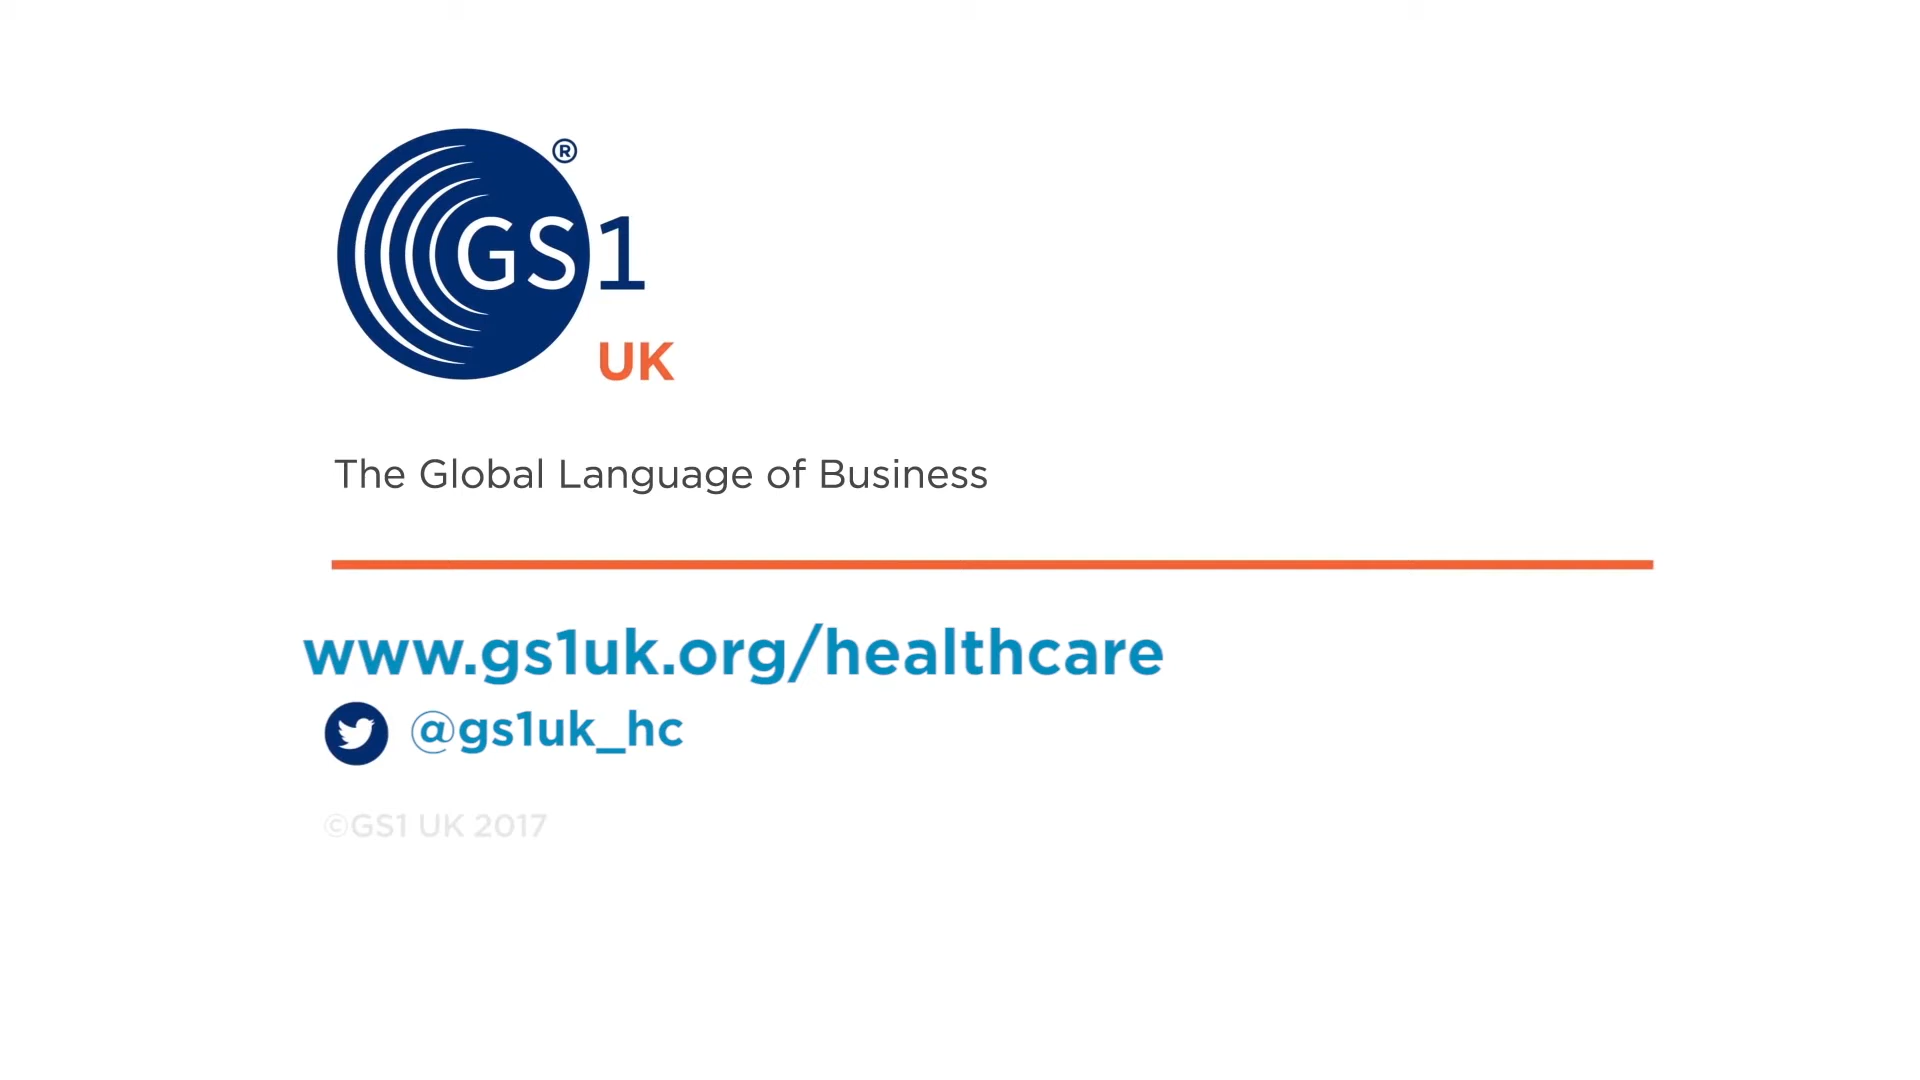 GS1®
UK
The Global Language of Business
www.gs1uk.org/healthcare
@gs1uk_hc
©GS1 UK 2017